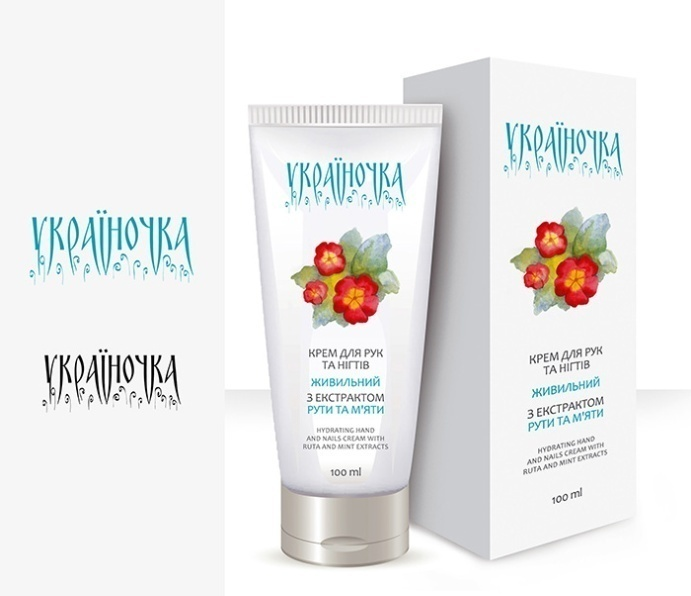 УКРАЇНОЧКА
УКРАЇНОЧКА
УКРАЇНОЧКА
КРЕМ ДЛЯ РУК
ТА НІГТІВ
ЖИВИЛЬНИЙ
З ЕКСТРАКТОМ
РУТИ ТА М'ЯТИ
HYDRATING HAND
AND NAILS CREAM WITH
RUTA AND MINT EXTRACTS
100 ml
УКРАЇНОЧКА
КРЕМ ДЛЯ РУК
ТА НІГТІВ
ЖИВИЛЬНИЙ
З ЕКСТРАКТОМ
РУТИ ТА М'ЯТИ
HYDRATING HAND
AND NAILS CREAM WITH
RUTA AND MINT EXTRACTS
100 ml